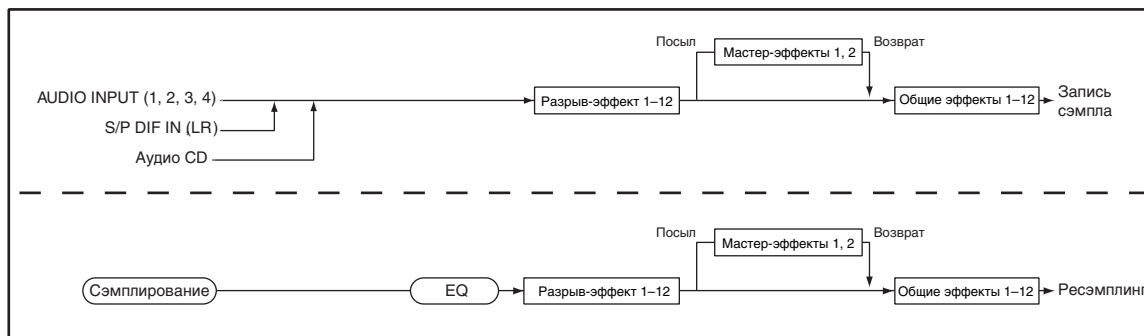 Посыл
Мастер-эффекты 1, 2
Возврат
AUDIO INPUT (1, 2, 3, 4)
Разрыв-эффект 1–12
Общие эффекты 1–12
Запись
сэмпла
S/P DIF IN (LR)
Аудио CD
Посыл
Мастер-эффекты 1, 2
Возврат
Сэмплирование
EQ
Разрыв-эффект 1–12
Общие эффекты 1–12
Ресэмплинг